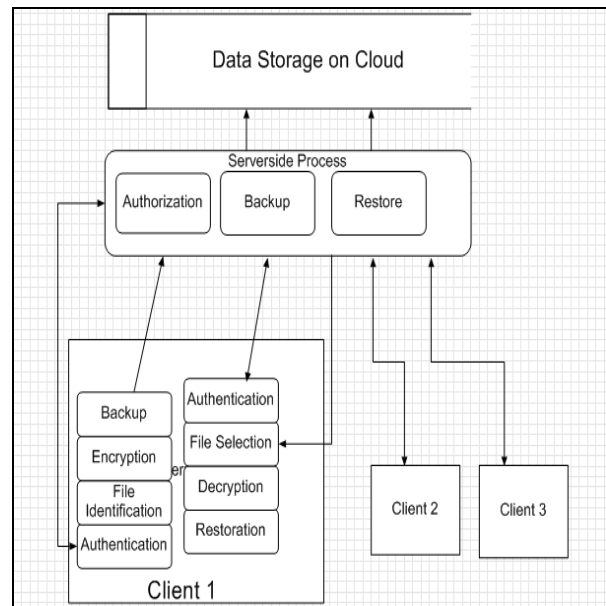 Data Storage on Cloud
Serverside Process
Authorization
Backup
Restore
Backup
Encryption
er
File
Identification
Authentication
Authentication
File Selection
Decryption
Restoration
Client 1
Client 2
Client 3